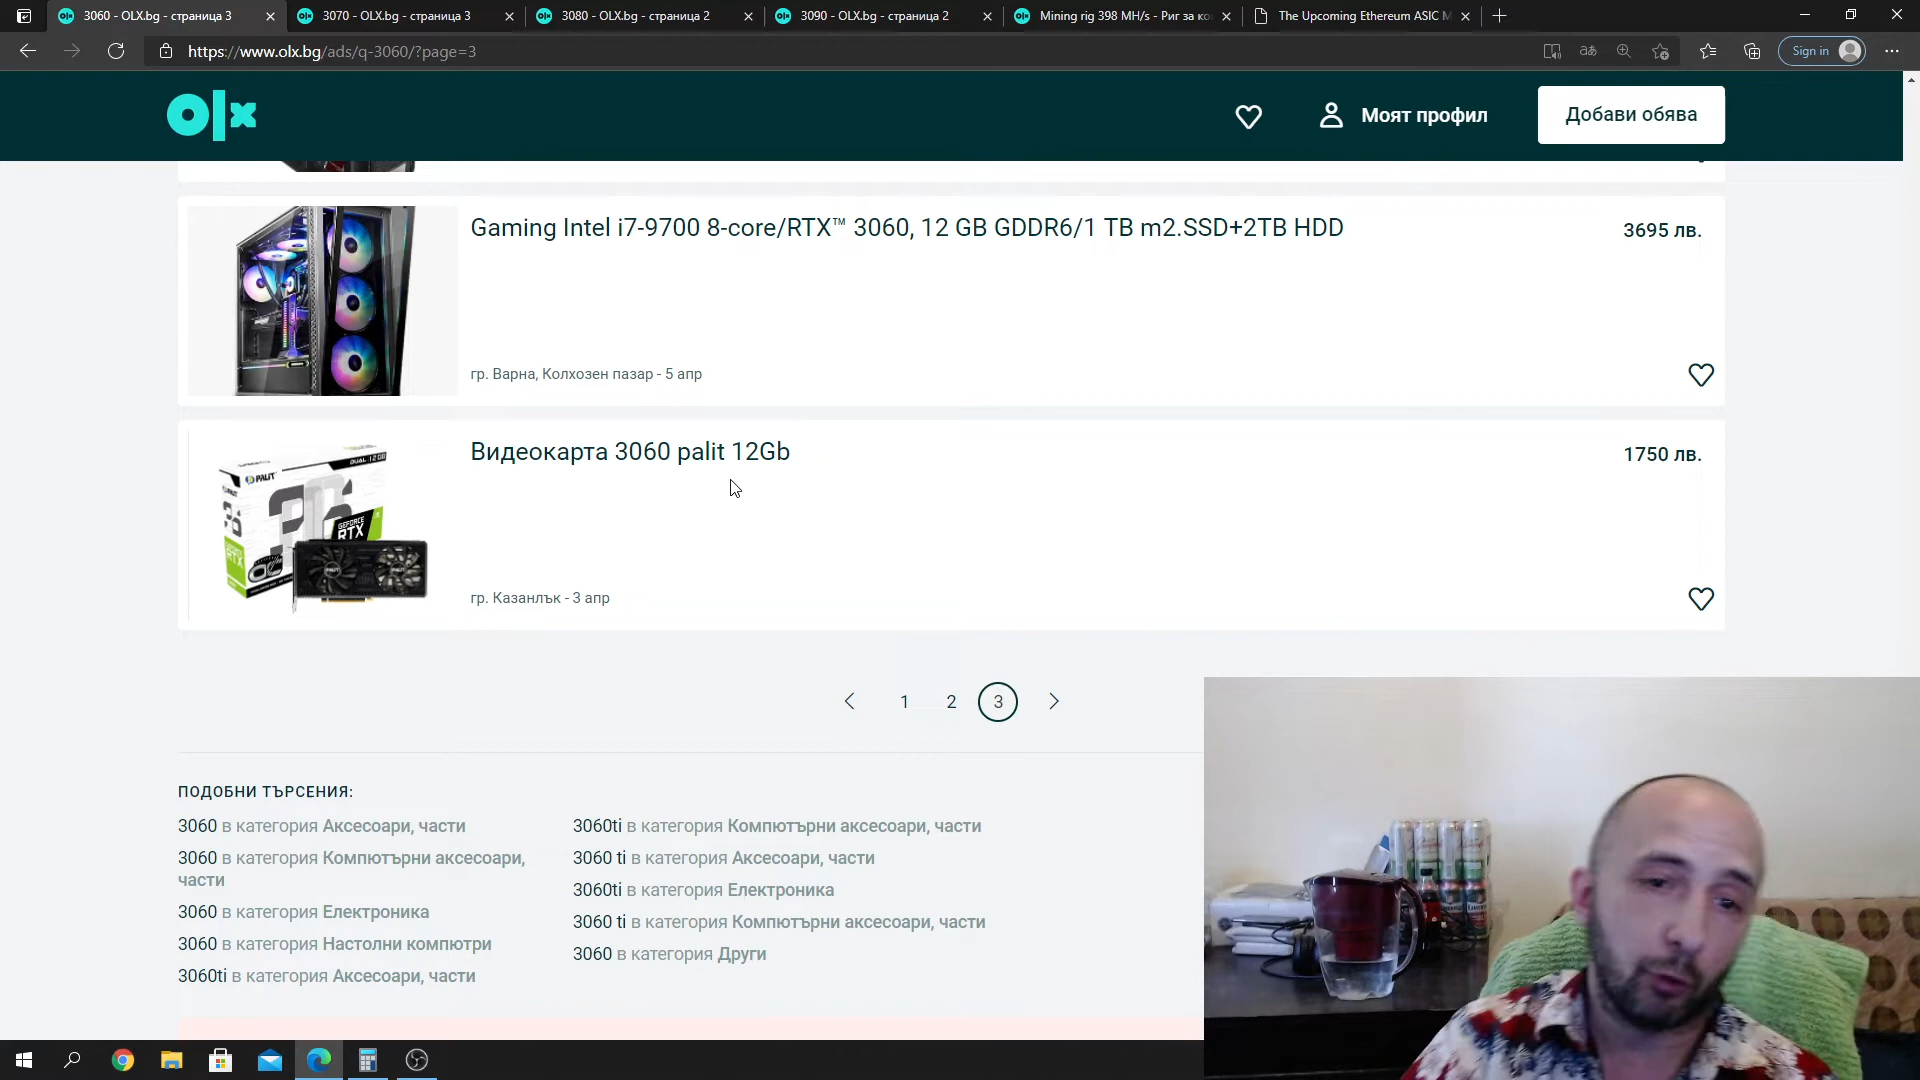 3060 - OLX.bg - страница 3
3070 - OLX.bg - страница 3
3080 - OLX.bg - страница 2
3090 - OLX.bg - страница 2
Mining rig 398 MH/s - Риг за ко
The Upcoming Ethereum ASIC M
https://www.olx.bg/ads/q-3060/?page=3
Sign in
olx
Моят профил
Добави обява
Gaming Intel i7-9700 8-core/RTX™ 3060, 12 GB GDDR6/1 TB m2.SSD+2TB HDD
3695 лв.
гр. Варна, Колхозен пазар - 5 апр
Видеокарта 3060 palit 12Gb
1750 лв.
PALIT
GEFORCE
RTX
OC
гр. Казанлък - 3 апр
1 2 3
ПОДОБНИ ТЪРСЕНИЯ:
3060 в категория Аксесоари, части
3060 в категория Компютърни аксесоари,
части
3060 в категория Електроника
3060 в категория Настолни компютри
3060ti в категория Аксесоари, части
3060ti в категория Компютърни аксесоари, части
3060 ti в категория Аксесоари, части
3060ti в категория Електроника
3060 ti в категория Компютърни аксесоари, части
3060 в категория Други